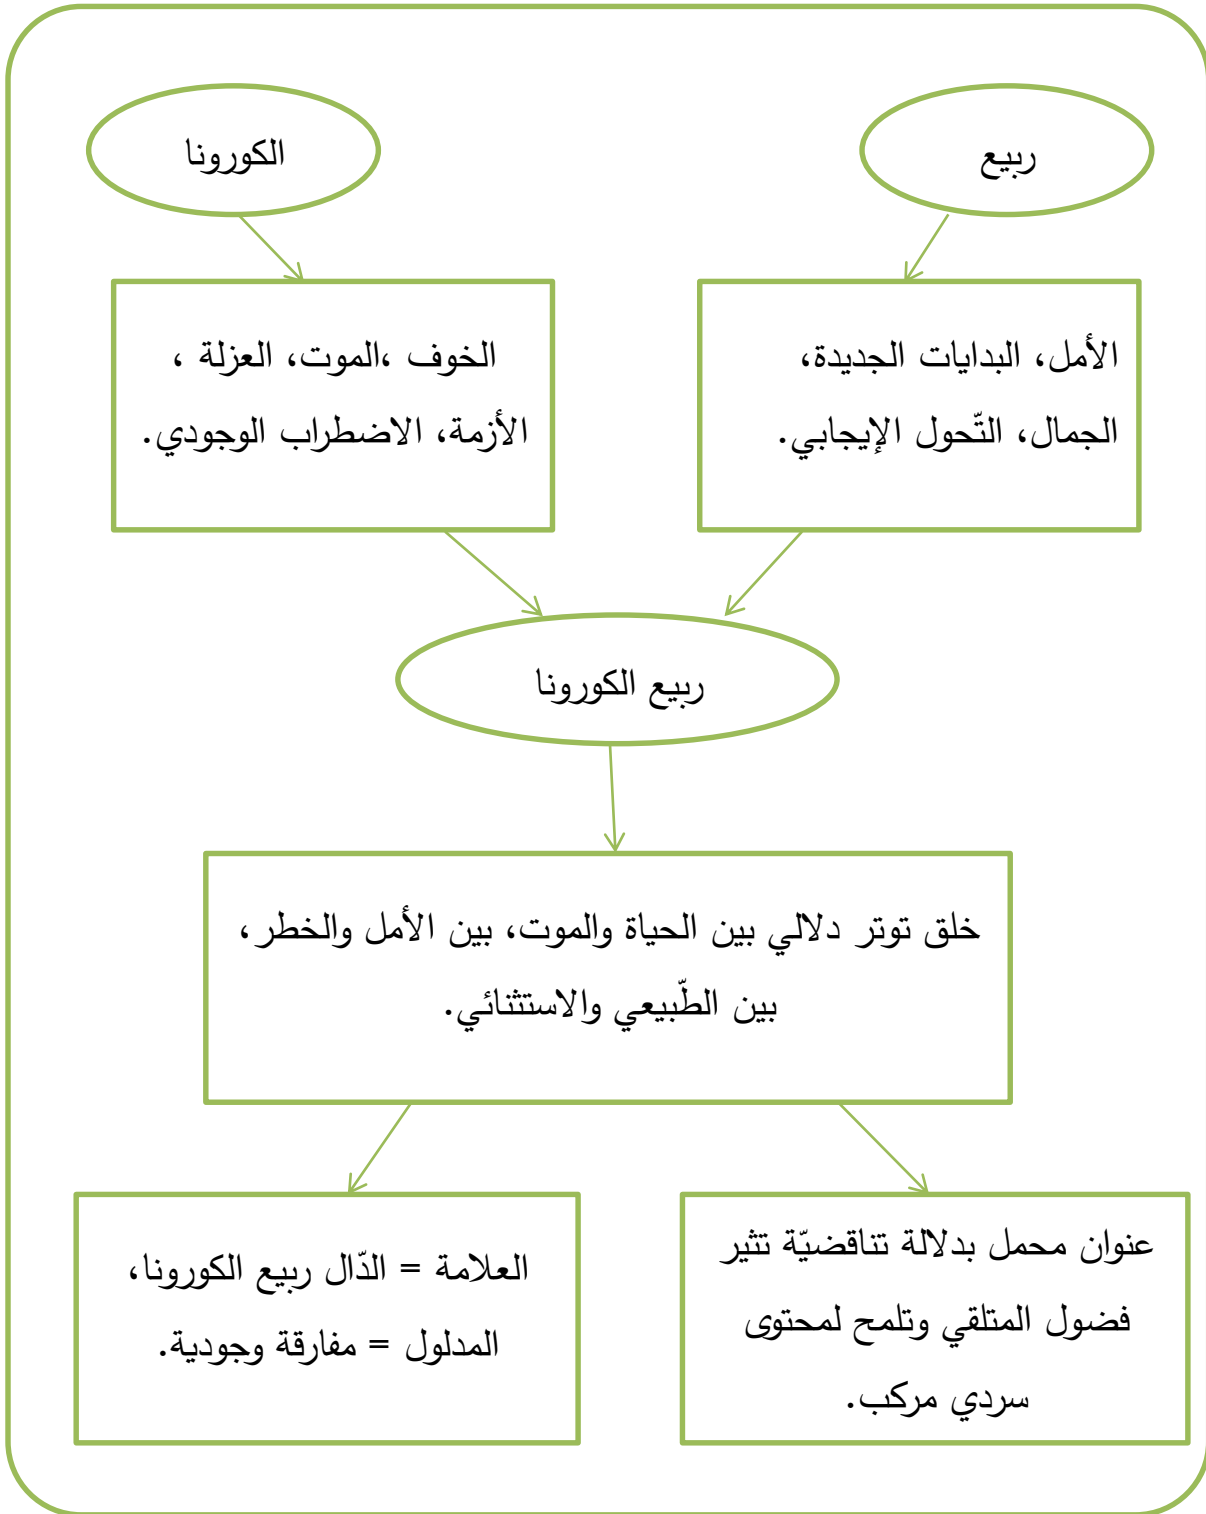 ربيع
الكورونا
الأمل، البدايات الجديدة،
الجمال، التّحول الإيجابي.
الخوف ،الموت، العزلة ،
الأزمة، الاضطراب الوجودي.
ربيع الكورونا
خلق توتر دلالي بين الحياة والموت، بين الأمل والخطر،
بين الطّبيعي والاستثنائي.
عنوان محمل بدلالة تناقضيّة تثير
فضول المتلقي وتلمح لمحتوى
سردي مركب.
العلامة = الدّال ربيع الكورونا،
المدلول = مفارقة وجودية.